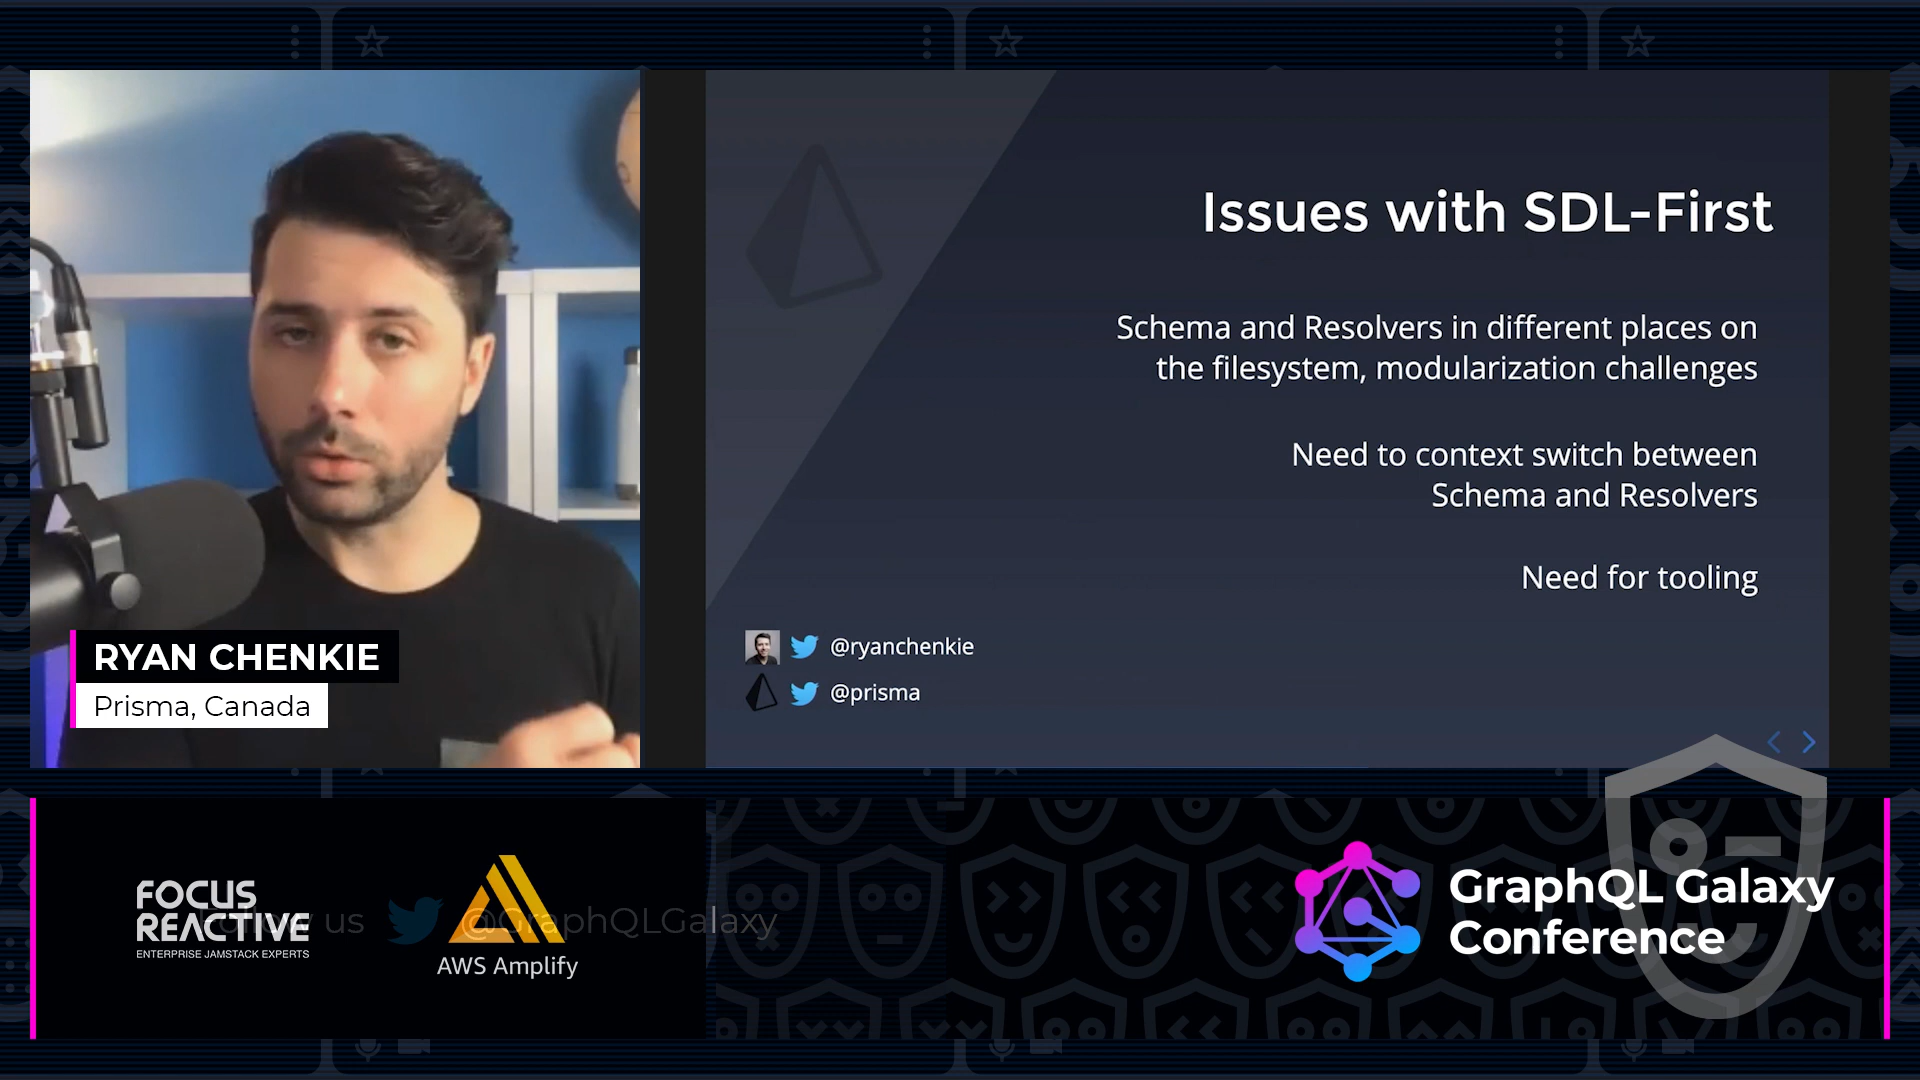 Issues with SDL-First
Schema and Resolvers in different places on
the filesystem, modularization challenges
Need to context switch between
Schema and Resolvers
Need for tooling
@ryanchenkie
@prisma
RYAN CHENKIE
Prisma, Canada
FOCUS
REACTIVE
ENTERPRISE JAMSTACK EXPERTS
us
@GraphQLGalaxy
AWS Amplify
GraphQL Galaxy
Conference